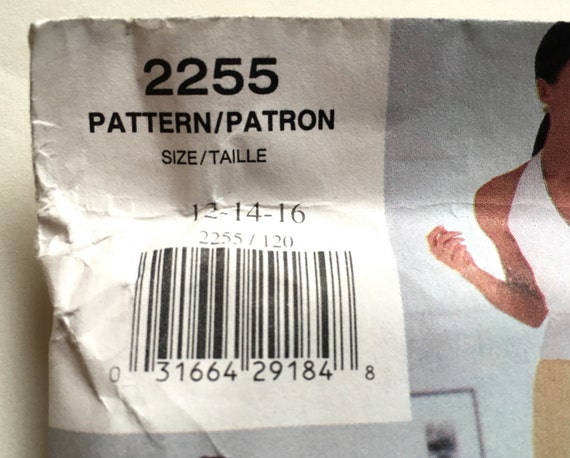 2255
PATTERN/PATRON
SIZE/TAILLE
12-14-16
2255/120
0 31664 29184 8